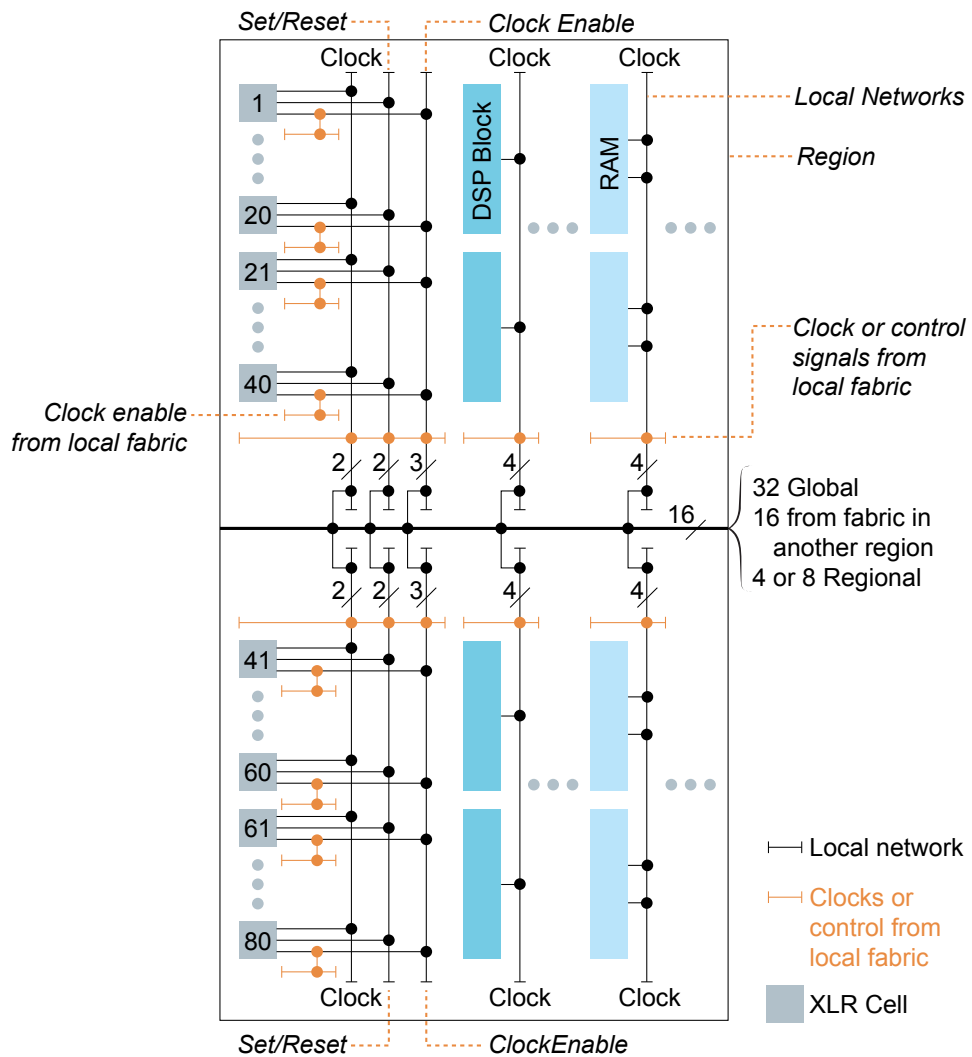 Set/Reset
Clock Enable
Clock
Clock
Clock
1
DSP Block
RAM
Local Networks
Region
20
21
40
Clock or control
signals from
local fabric
Clock enable
from local fabric
2
2
3
4
4
16
32 Global
16 from fabric in
another region
4 or 8 Regional
2
2
3
4
4
41
60
61
80
Local network
Clocks or
control from
local fabric
XLR Cell
Clock
Clock
Clock
Set/Reset
ClockEnable